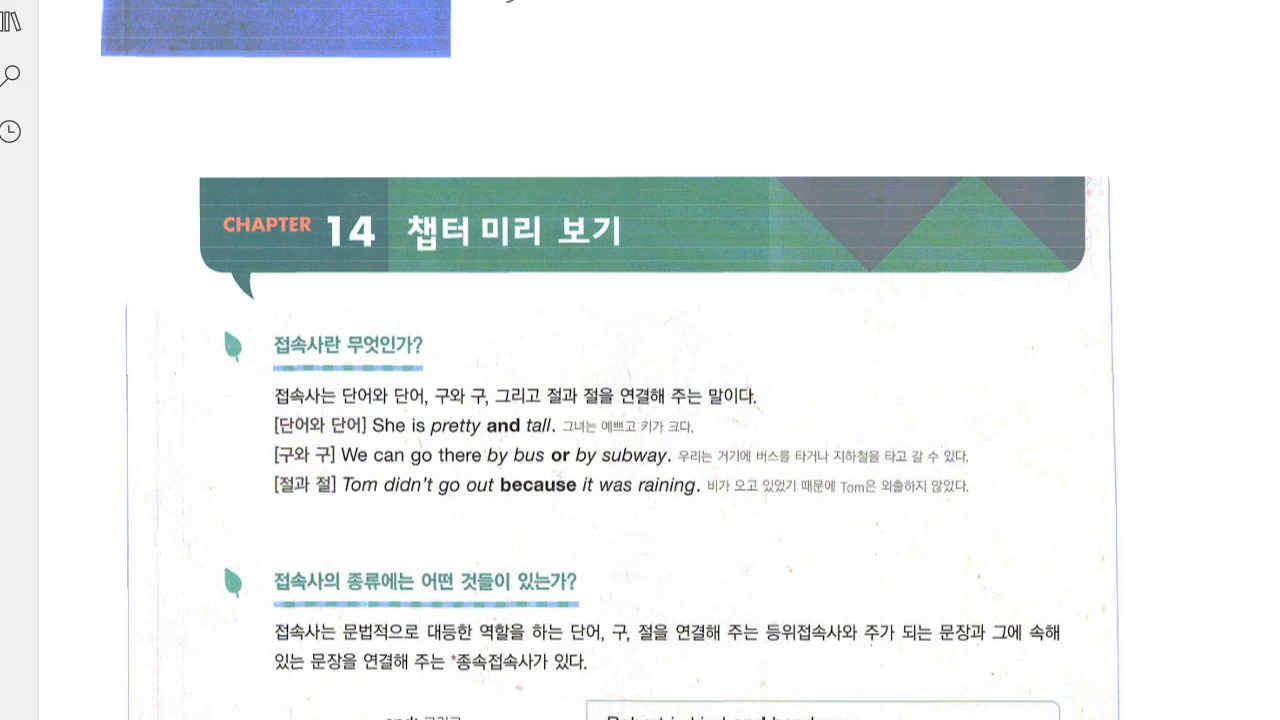 CHAPTER 14 챕터 미리 보기
접속사란 무엇인가?
접속사는 단어와 단어, 구와 구, 그리고 절과 절을 연결해 주는 말이다.
[단어와 단어] She is pretty and tall. 그녀는 예쁘고 키가 크다.
[구와 구] We can go there by bus or by subway. 우리는 거기에 버스를 타거나 지하철을 타고 갈 수 있다.
[절과 절] Tom didn't go out because it was raining. 비가 오고 있었기 때문에 Tom은 외출하지 않았다.
접속사의 종류에는 어떤 것들이 있는가?
접속사는 문법적으로 대등한 역할을 하는 단어, 구, 절을 연결해 주는 등위접속사와 주가 되는 문장과 그에 속해
있는 문장을 연결해 주는 *종속접속사가 있다.